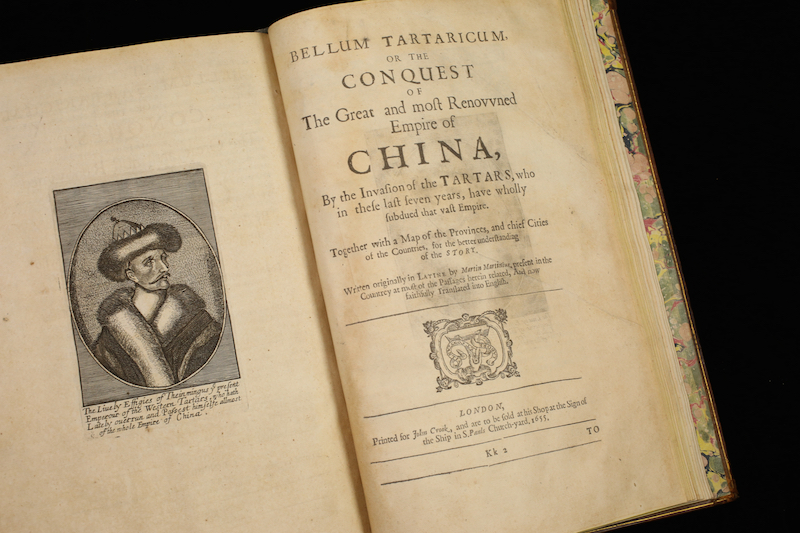 The Lively Effigies of Theinmingus yͤ present
Emperour of the Western Tartars, who hath
Lately overrun and Possest himselfe allmost
of the whole Empire of China.
BELLUM TARTARICUM,
OR THE
CONQUEST
OF
The Great and moſt Renovvned
Empire of
CHINA,
By the Invaſion of the TARTARS, who
in theſe laſt ſeven years, have wholly
ſubdued that vaſt Empire.
Together with a Map of the Provinces, and chief Cities
of the Countries, for the better underſtanding
of the STORY.
Written originally in LATINE by Martin Martinius, preſent in the
Countrey at moſt of the Paſſages herein related, And now
faithfully Tranſlated into Engliſh.
LONDON,
Printed for John Crook, and are to be ſold at his Shop at the Sign of
the Ship in S. Pauls Church-yard, 1655.
Kk 2
TO